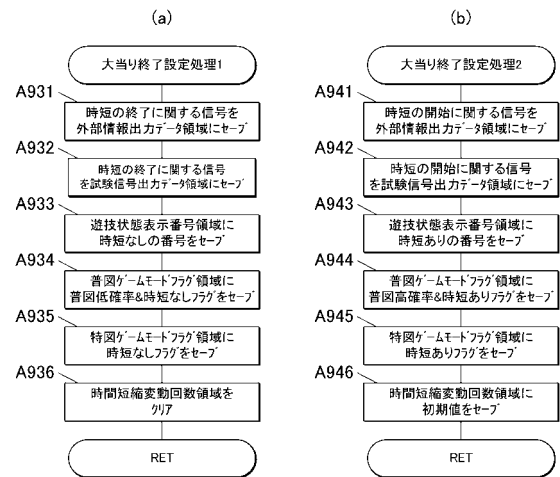 (a)
大当り終了設定処理1
A931
時短の終了に関する信号を
外部情報出力データ領域にセーブ
A932
時短の終了に関する信号
を試験信号出力データ領域にセーブ
A933
遊技状態表示番号領域に
時短なしの番号をセーブ
A934
普図ゲームモードフラグ領域に
普図低確率&時短なしフラグをセーブ
A935
特図ゲームモードフラグ領域に
時短なしフラグをセーブ
A936
時間短縮変動回数領域を
クリア
RET
(b)
大当り終了設定処理2
A941
時短の開始に関する信号を
外部情報出力データ領域にセーブ
A942
時短の開始に関する信号
を試験信号出力データ領域にセーブ
A943
遊技状態表示番号領域に
時短ありの番号をセーブ
A944
普図ゲームモードフラグ領域に
普図高確率&時短ありフラグをセーブ
A945
特図ゲームモードフラグ領域に
時短ありフラグをセーブ
A946
時間短縮変動回数領域に
初期値をセーブ
RET